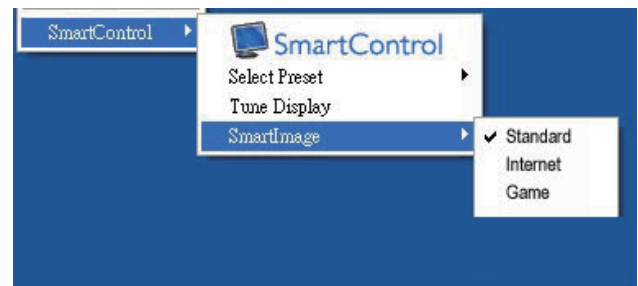 SmartControl
SmartControl
Select Preset
Tune Display
SmartImage
Standard
Internet
Game